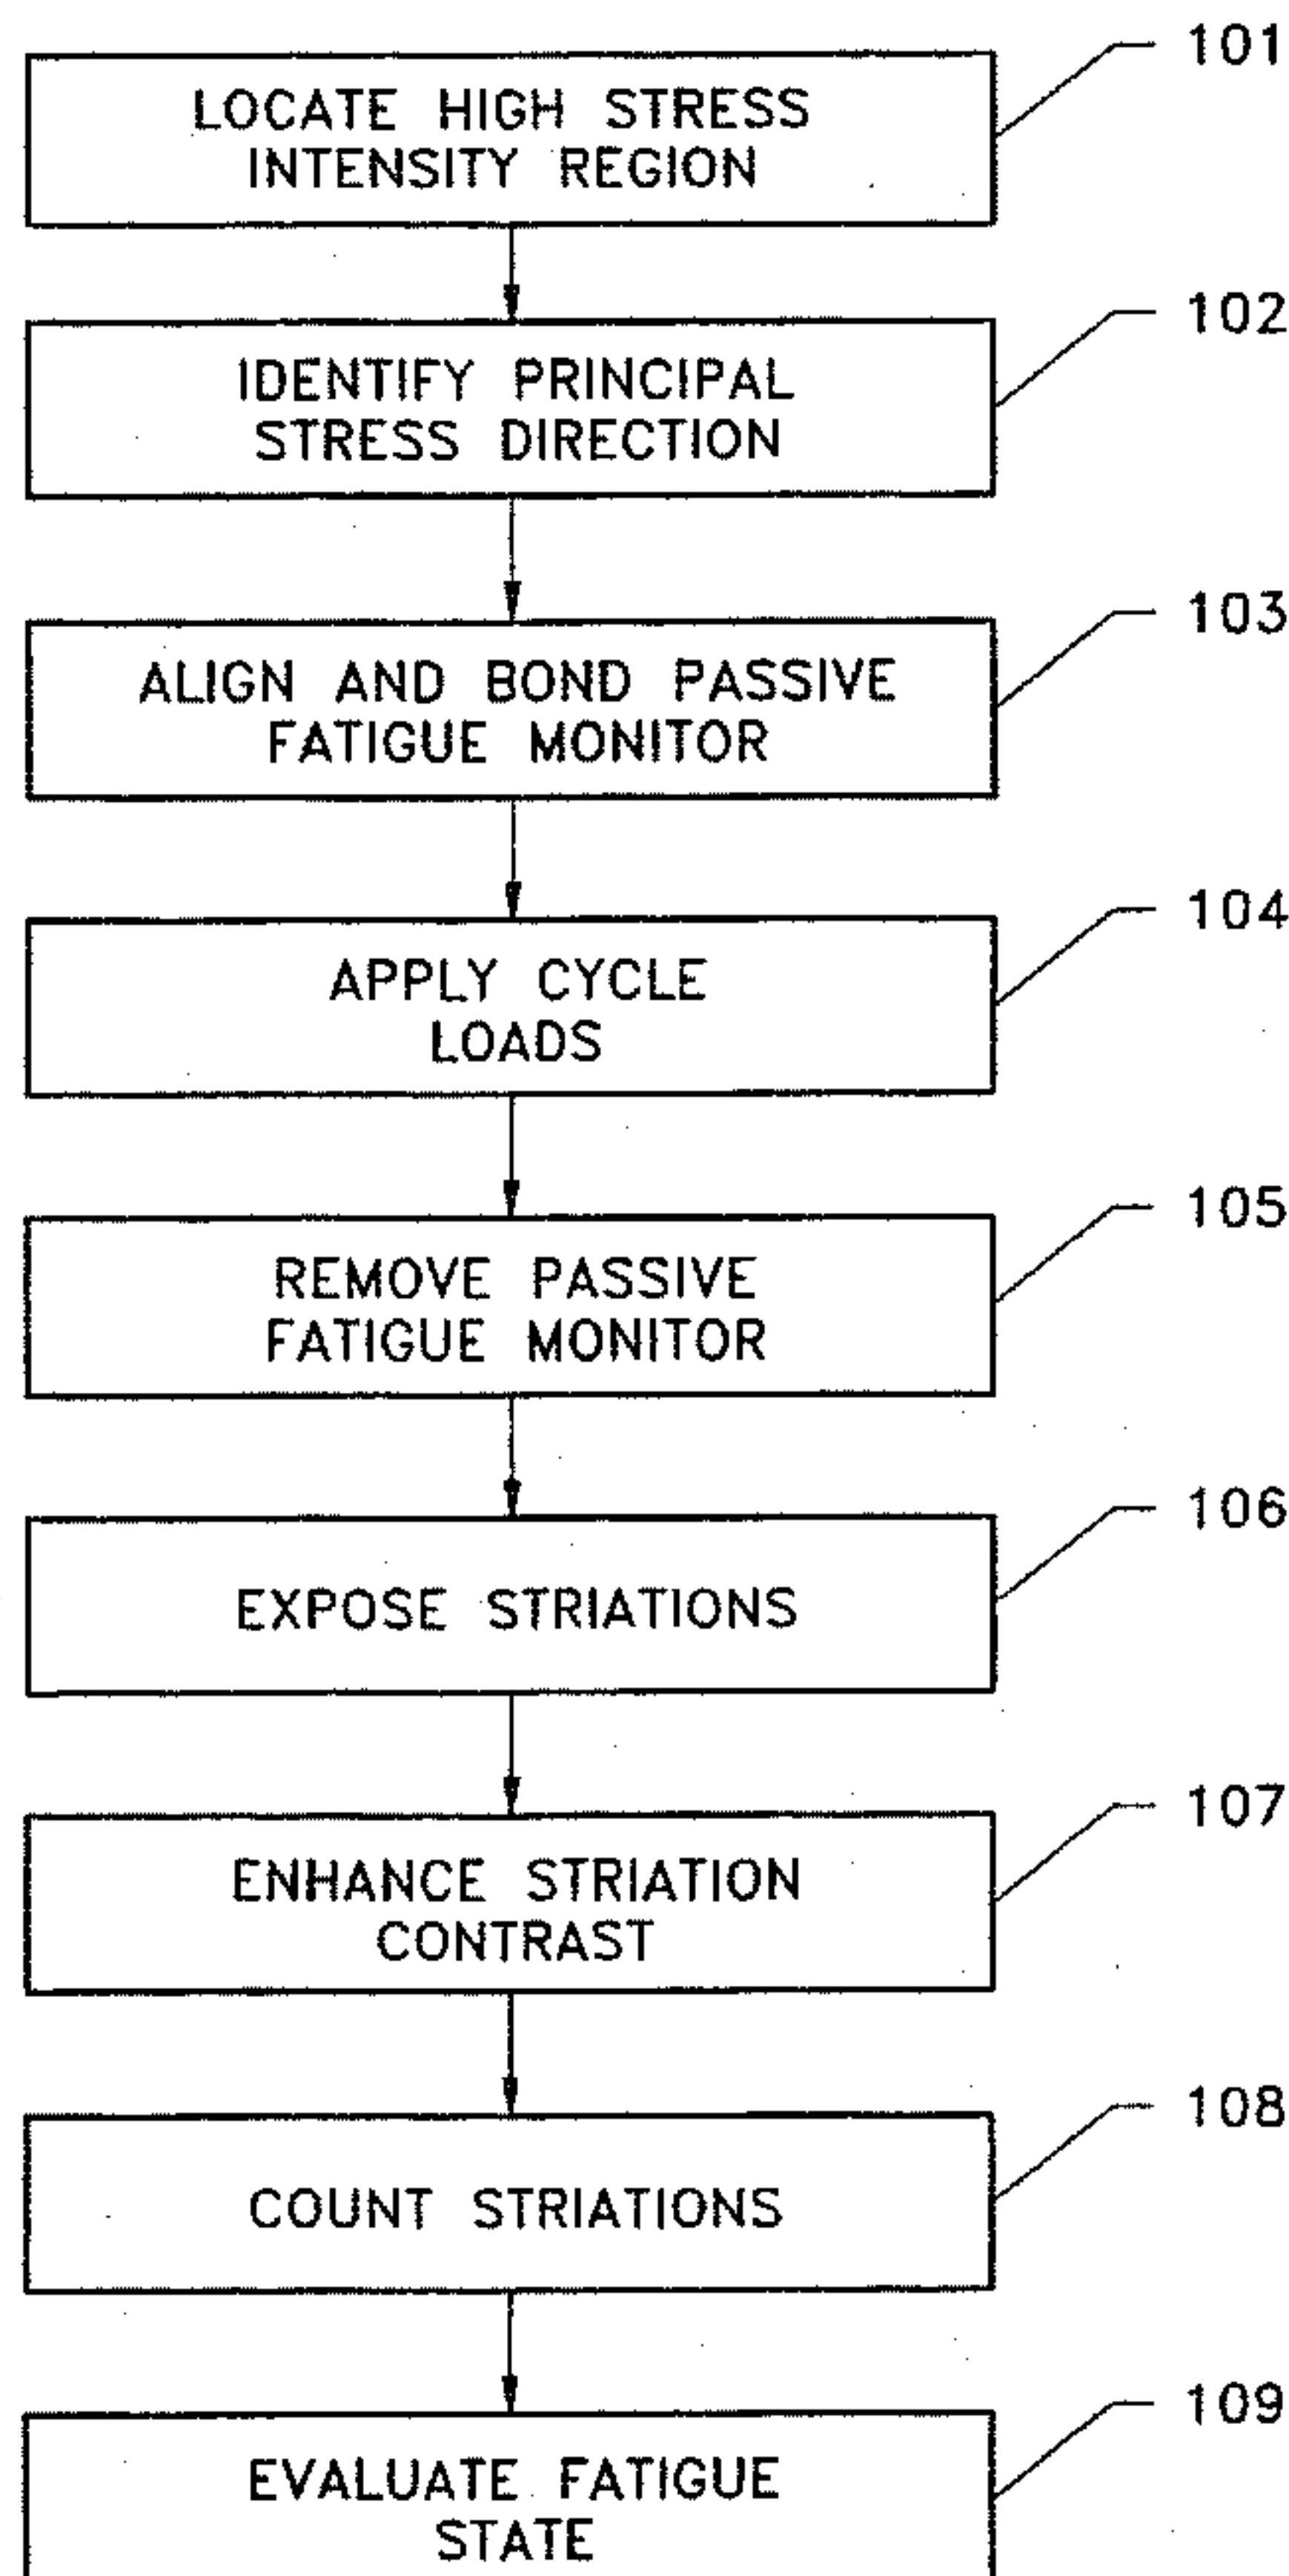 101
LOCATE HIGH STRESS
INTENSITY REGION
102
IDENTIFY PRINCIPAL
STRESS DIRECTION
103
ALIGN AND BOND PASSIVE
FATIGUE MONITOR
104
APPLY CYCLE
LOADS
105
REMOVE PASSIVE
FATIGUE MONITOR
106
EXPOSE STRIATIONS
107
ENHANCE STRIATION
CONTRAST
108
COUNT STRIATIONS
109
EVALUATE FATIGUE
STATE